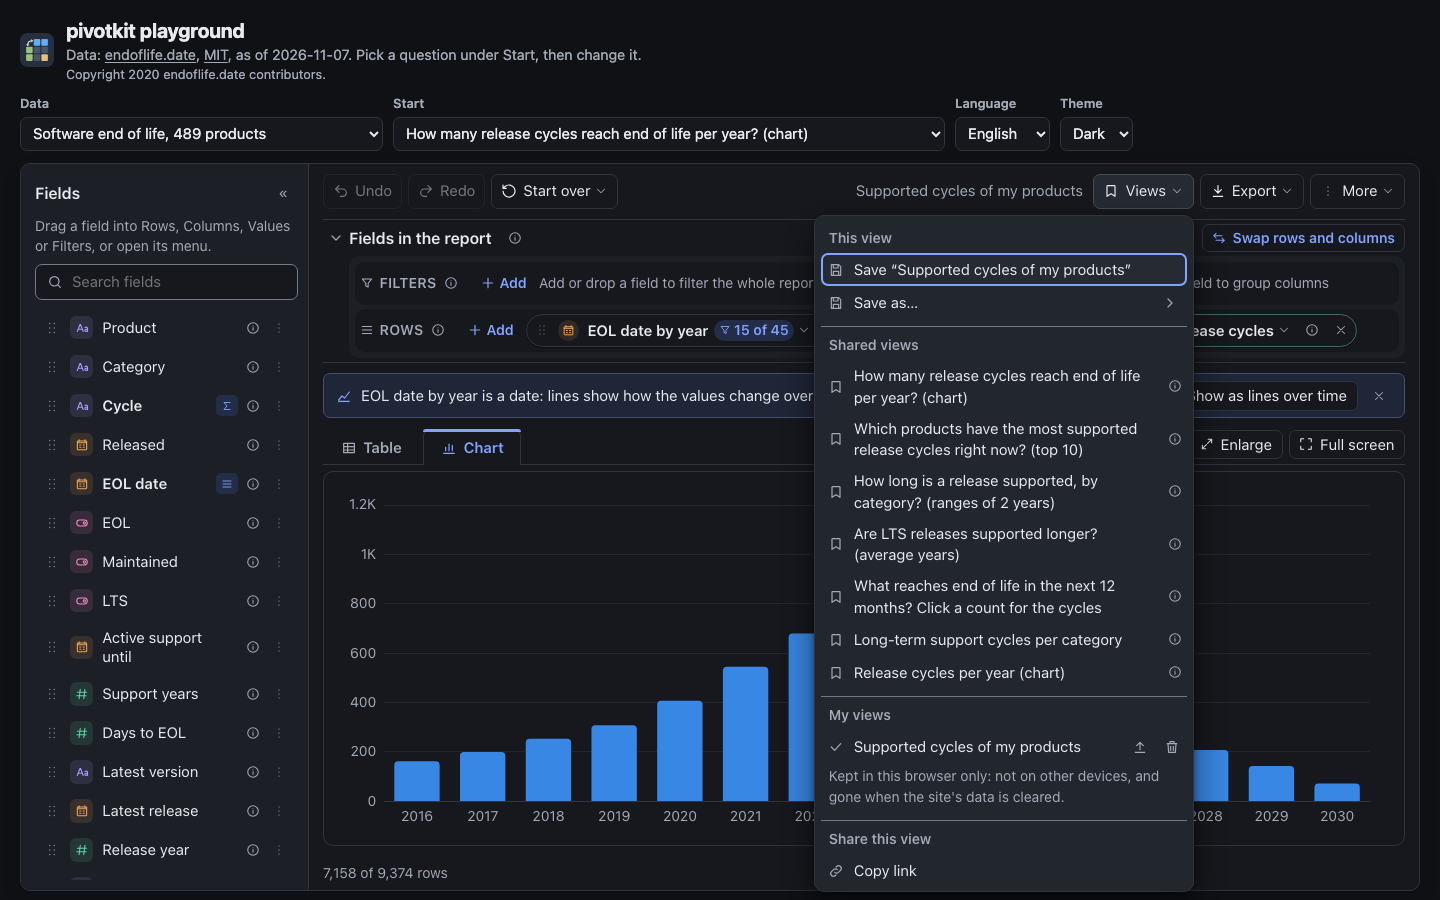 pivotkit playground
Data: endoflife.date, MIT, as of 2026-11-07. Pick a question under Start, then change it.
Copyright 2020 endoflife.date contributors.
Data
Start
Language
Theme
Software end of life, 489 products
How many release cycles reach end of life per year? (chart)
English
Dark
Fields
«
Drag a field into Rows, Columns, Values
or Filters, or open its menu.
Search fields
Aa Product
Aa Category
Aa Cycle Σ
Released
EOL date
EOL
Maintained
LTS
Active support
until
# Support years
# Days to EOL
Aa Latest version
Latest release
# Release year
Undo
Redo
Start over
Supported cycles of my products
Views
Export
More
Fields in the report
Swap rows and columns
FILTERS
+ Add
Add or drop a field to filter the whole repor
eld to group columns
ROWS
+ Add
EOL date by year
15 of 45
ease cycles
EOL date by year is a date: lines show how the values change over
Show as lines over time
Table
Chart
Enlarge
Full screen
1.2K
1K
800
600
400
200
0
2016
2017
2018
2019
2020
2021
2028
2029
2030
7,158 of 9,374 rows
This view
Save “Supported cycles of my products”
Save as...
Shared views
How many release cycles reach end of life
per year? (chart)
Which products have the most supported
release cycles right now? (top 10)
How long is a release supported, by
category? (ranges of 2 years)
Are LTS releases supported longer?
(average years)
What reaches end of life in the next 12
months? Click a count for the cycles
Long-term support cycles per category
Release cycles per year (chart)
My views
Supported cycles of my products
Kept in this browser only: not on other devices, and
gone when the site's data is cleared.
Share this view
Copy link